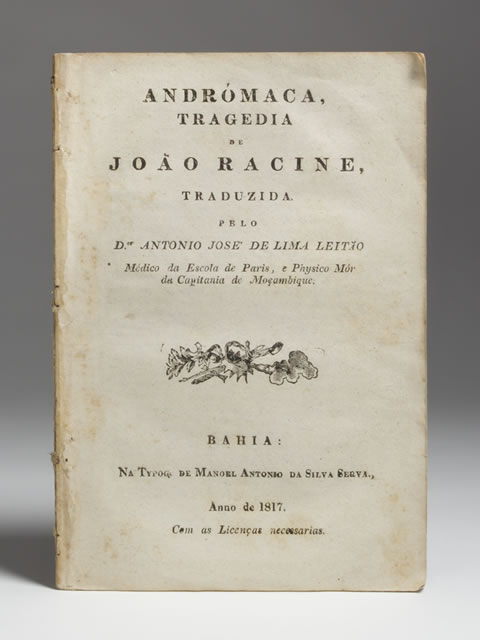 ANDRÓMACA,
TRAGEDIA
DE
JOÃO RACINE,
TRADUZIDA
PELO
D.or ANTONIO JOSÉ DE LIMA LEITÃO
Médico da Escola de Paris, e Physico Mór
da Capitania de Moçambique.
BAHIA:
NA TYPOG. DE MANOEL ANTONIO DA SILVA SERVA,
Anno de 1817.
Com as Licenças necessarias.